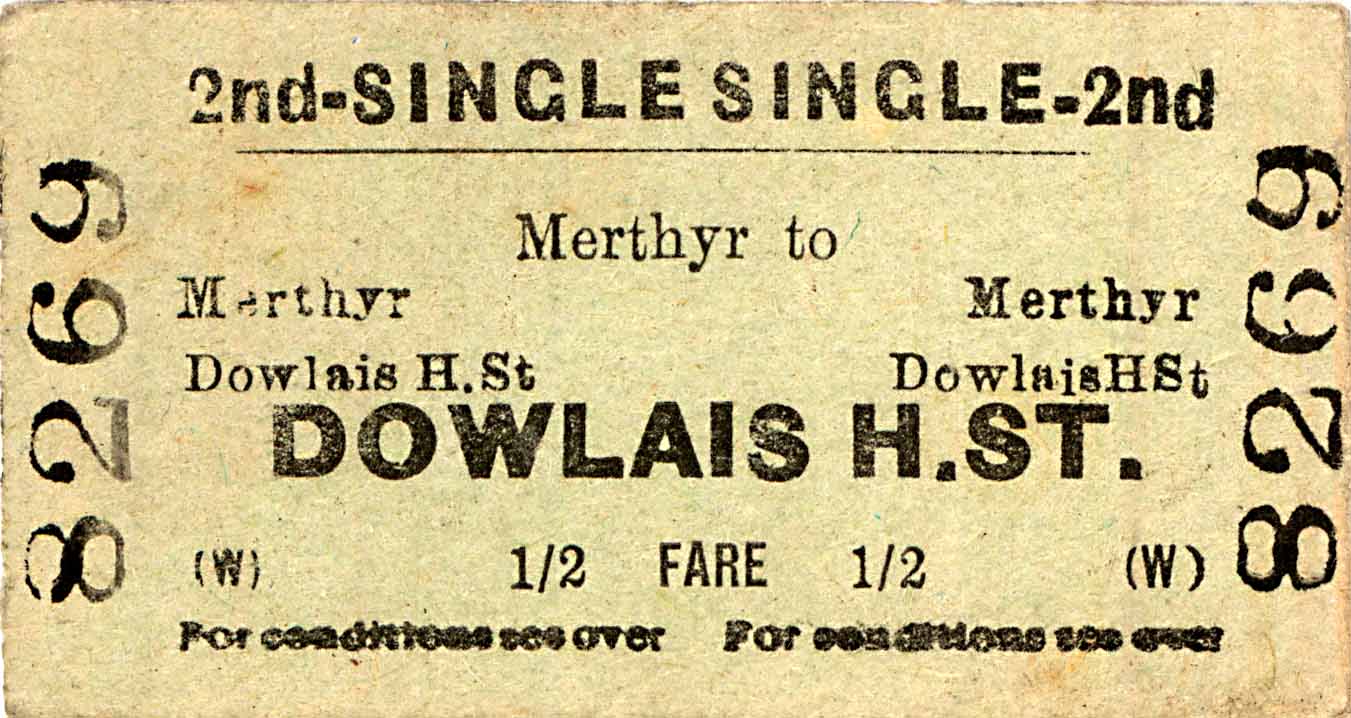 2nd-SINGLE SINGLE-2nd
Merthyr to
Merthyr Merthyr
Dowlais H.St DowlaisHSt
DOWLAIS H.ST.
(W) 1/2 FARE 1/2 (W)
For conditions see over For conditions see over
8269 8269